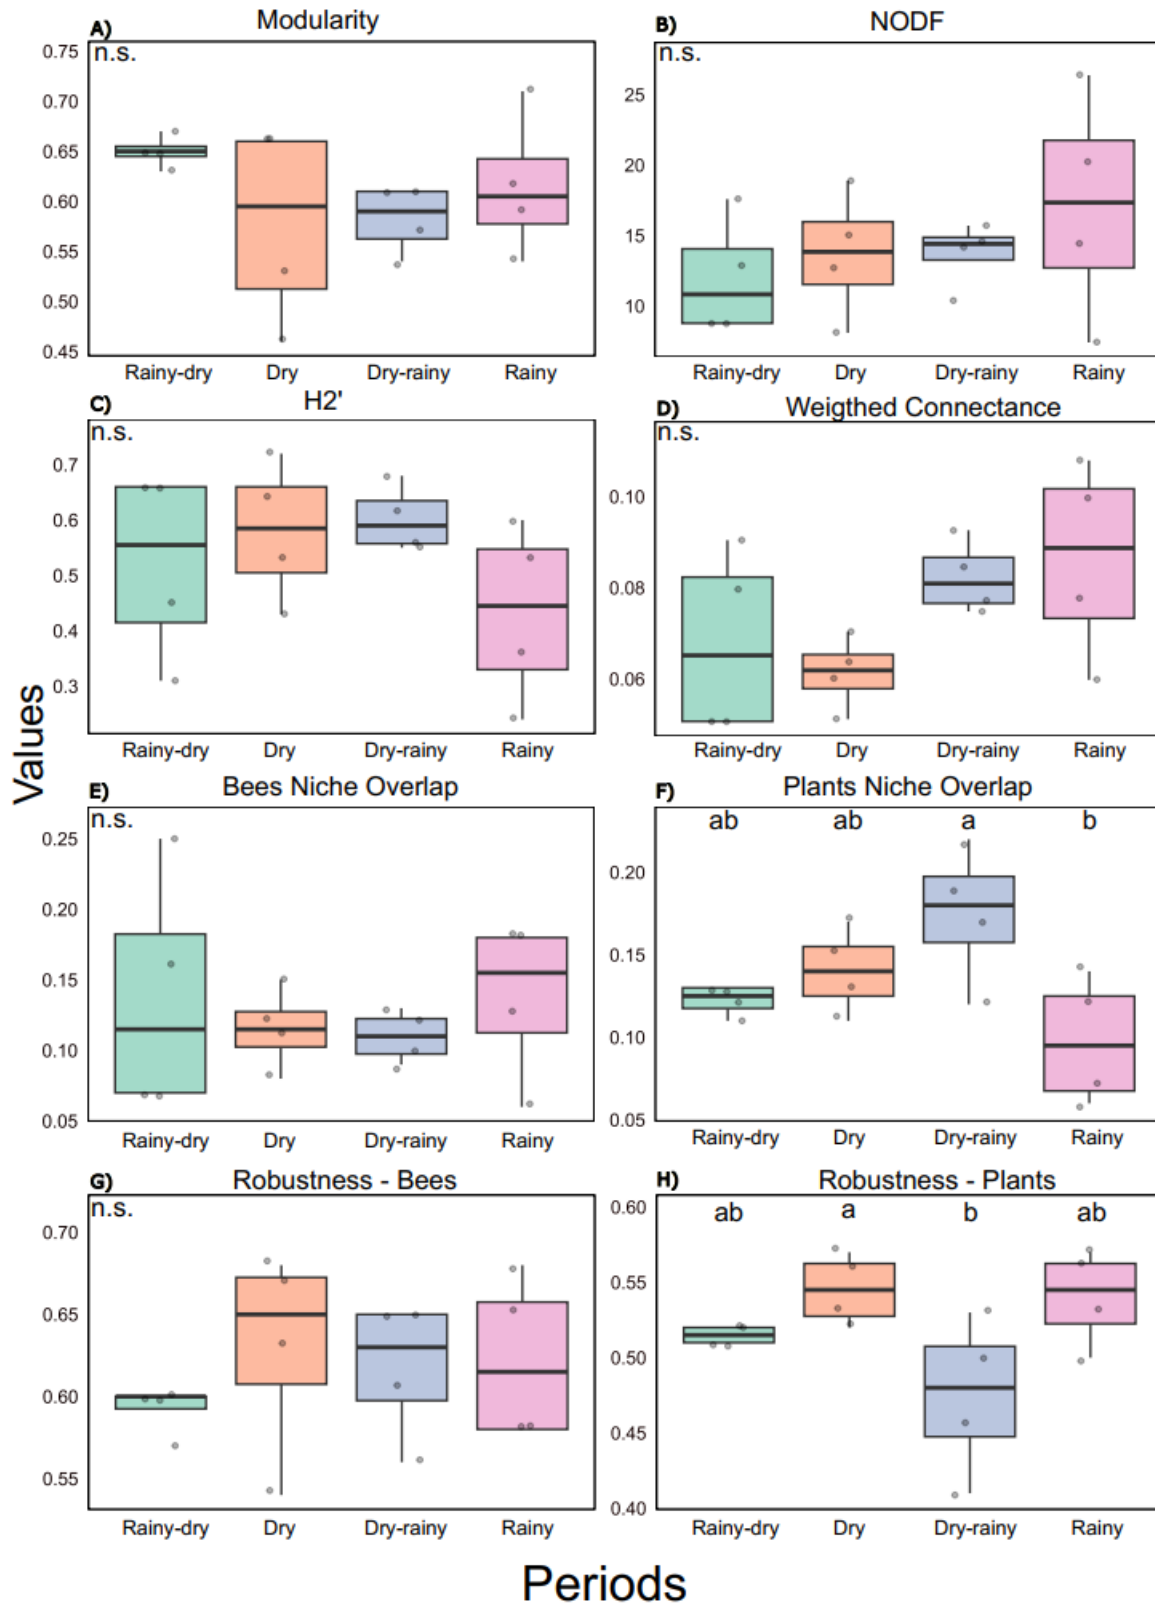 A) Modularity
n.s.
0.75
0.70
0.65
0.60
0.55
0.50
0.45
Rainy-dry Dry Dry-rainy Rainy
B) NODF
n.s.
25
20
15
10
Rainy-dry Dry Dry-rainy Rainy
C) H2'
n.s.
0.7
0.6
0.5
0.4
0.3
Rainy-dry Dry Dry-rainy Rainy
D) Weigthed Connectance
n.s.
0.10
0.08
0.06
Rainy-dry Dry Dry-rainy Rainy
Values
E) Bees Niche Overlap
n.s.
0.25
0.20
0.15
0.10
0.05
Rainy-dry Dry Dry-rainy Rainy
F) Plants Niche Overlap
ab ab a b
0.20
0.15
0.10
0.05
Rainy-dry Dry Dry-rainy Rainy
G) Robustness - Bees
n.s.
0.70
0.65
0.60
0.55
Rainy-dry Dry Dry-rainy Rainy
H) Robustness - Plants
ab a b ab
0.60
0.55
0.50
0.45
0.40
Rainy-dry Dry Dry-rainy Rainy
Periods